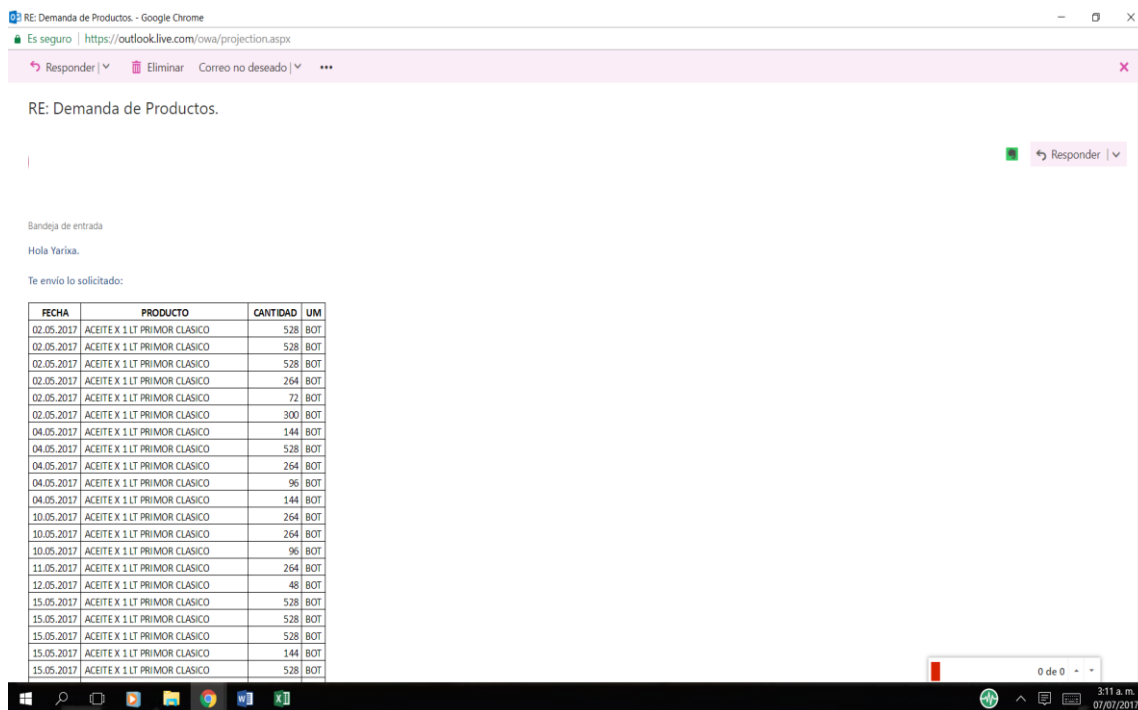 RE: Demanda de Productos. - Google Chrome
Es seguro | https://outlook.live.com/owa/projection.aspx
Responder | Eliminar Correo no deseado | •••
RE: Demanda de Productos.
Responder |
Bandeja de entrada
Hola Yarixa.
Te envío lo solicitado:
FECHA PRODUCTO CANTIDAD UM
02.05.2017 ACEITE X 1 LT PRIMOR CLASICO 528 BOT
02.05.2017 ACEITE X 1 LT PRIMOR CLASICO 528 BOT
02.05.2017 ACEITE X 1 LT PRIMOR CLASICO 528 BOT
02.05.2017 ACEITE X 1 LT PRIMOR CLASICO 264 BOT
02.05.2017 ACEITE X 1 LT PRIMOR CLASICO 72 BOT
02.05.2017 ACEITE X 1 LT PRIMOR CLASICO 300 BOT
04.05.2017 ACEITE X 1 LT PRIMOR CLASICO 144 BOT
04.05.2017 ACEITE X 1 LT PRIMOR CLASICO 528 BOT
04.05.2017 ACEITE X 1 LT PRIMOR CLASICO 264 BOT
04.05.2017 ACEITE X 1 LT PRIMOR CLASICO 96 BOT
04.05.2017 ACEITE X 1 LT PRIMOR CLASICO 144 BOT
10.05.2017 ACEITE X 1 LT PRIMOR CLASICO 264 BOT
10.05.2017 ACEITE X 1 LT PRIMOR CLASICO 264 BOT
10.05.2017 ACEITE X 1 LT PRIMOR CLASICO 96 BOT
11.05.2017 ACEITE X 1 LT PRIMOR CLASICO 264 BOT
12.05.2017 ACEITE X 1 LT PRIMOR CLASICO 48 BOT
15.05.2017 ACEITE X 1 LT PRIMOR CLASICO 528 BOT
15.05.2017 ACEITE X 1 LT PRIMOR CLASICO 528 BOT
15.05.2017 ACEITE X 1 LT PRIMOR CLASICO 528 BOT
15.05.2017 ACEITE X 1 LT PRIMOR CLASICO 144 BOT
15.05.2017 ACEITE X 1 LT PRIMOR CLASICO 528 BOT
0 de 0
3:11 a. m.
07/07/2017